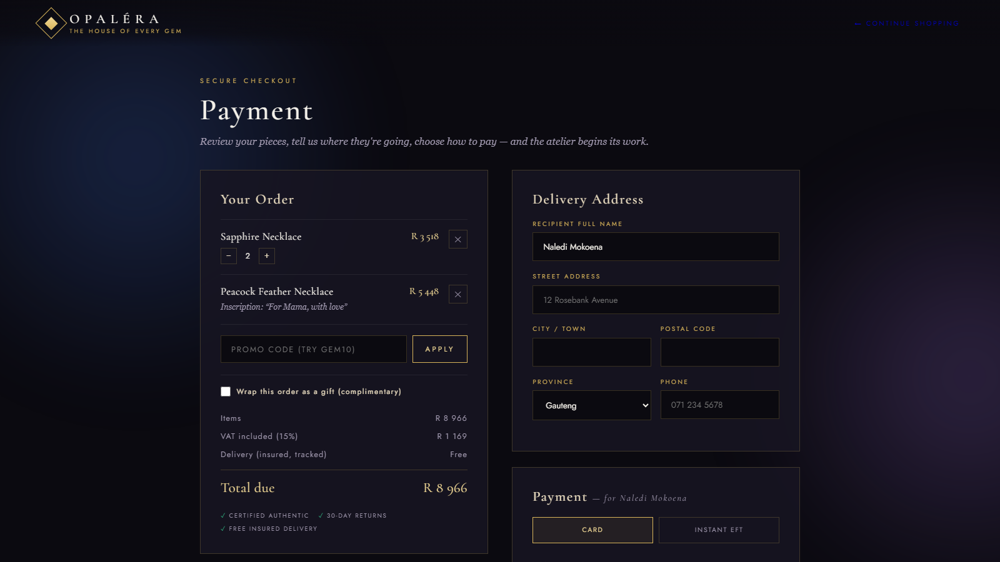 OPALÉRA
THE HOUSE OF EVERY GEM
— CONTINUE SHOPPING
SECURE CHECKOUT
Payment
Review your pieces, tell us where they're going, choose how to pay — and the atelier begins its work.
Your Order
Sapphire Necklace
R 3 518
×
−
2
+
Peacock Feather Necklace
R 5 448
×
Inscription: “For Mama, with love”
PROMO CODE (TRY GEM10)
APPLY
Wrap this order as a gift (complimentary)
Items
R 8 966
VAT included (15%)
R 1 169
Delivery (insured, tracked)
Free
Total due
R 8 966
✓ CERTIFIED AUTHENTIC
✓ 30-DAY RETURNS
✓ FREE INSURED DELIVERY
Delivery Address
RECIPIENT FULL NAME
Naledi Mokoena
STREET ADDRESS
12 Rosebank Avenue
CITY / TOWN
POSTAL CODE
PROVINCE
PHONE
Gauteng
071 234 5678
Payment — for Naledi Mokoena
CARD
INSTANT EFT